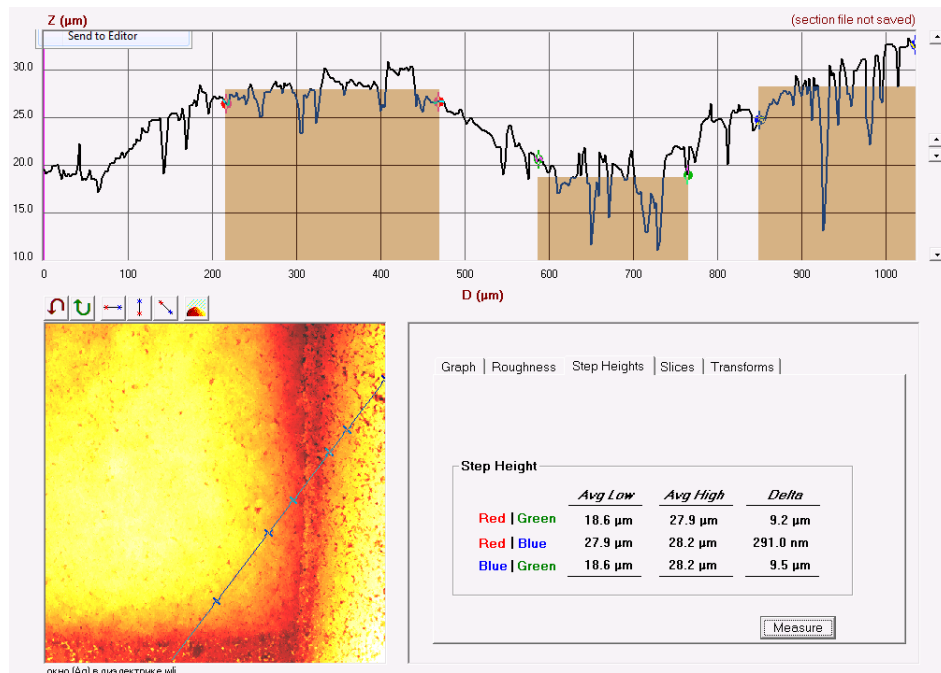 Z (µm)
(section file not saved)
Send to Editor
30.0
25.0
20.0
15.0
10.0
0 100 200 300 400 500 600 700 800 900 1000
D (µm)
Graph | Roughness | Step Heights | Slices | Transforms |
Step Height
Avg Low Avg High Delta
Red | Green 18.6 µm 27.9 µm 9.2 µm
Red | Blue 27.9 µm 28.2 µm 291.0 nm
Blue | Green 18.6 µm 28.2 µm 9.5 µm
Measure
окно (Ag) в диэлектрике.wli